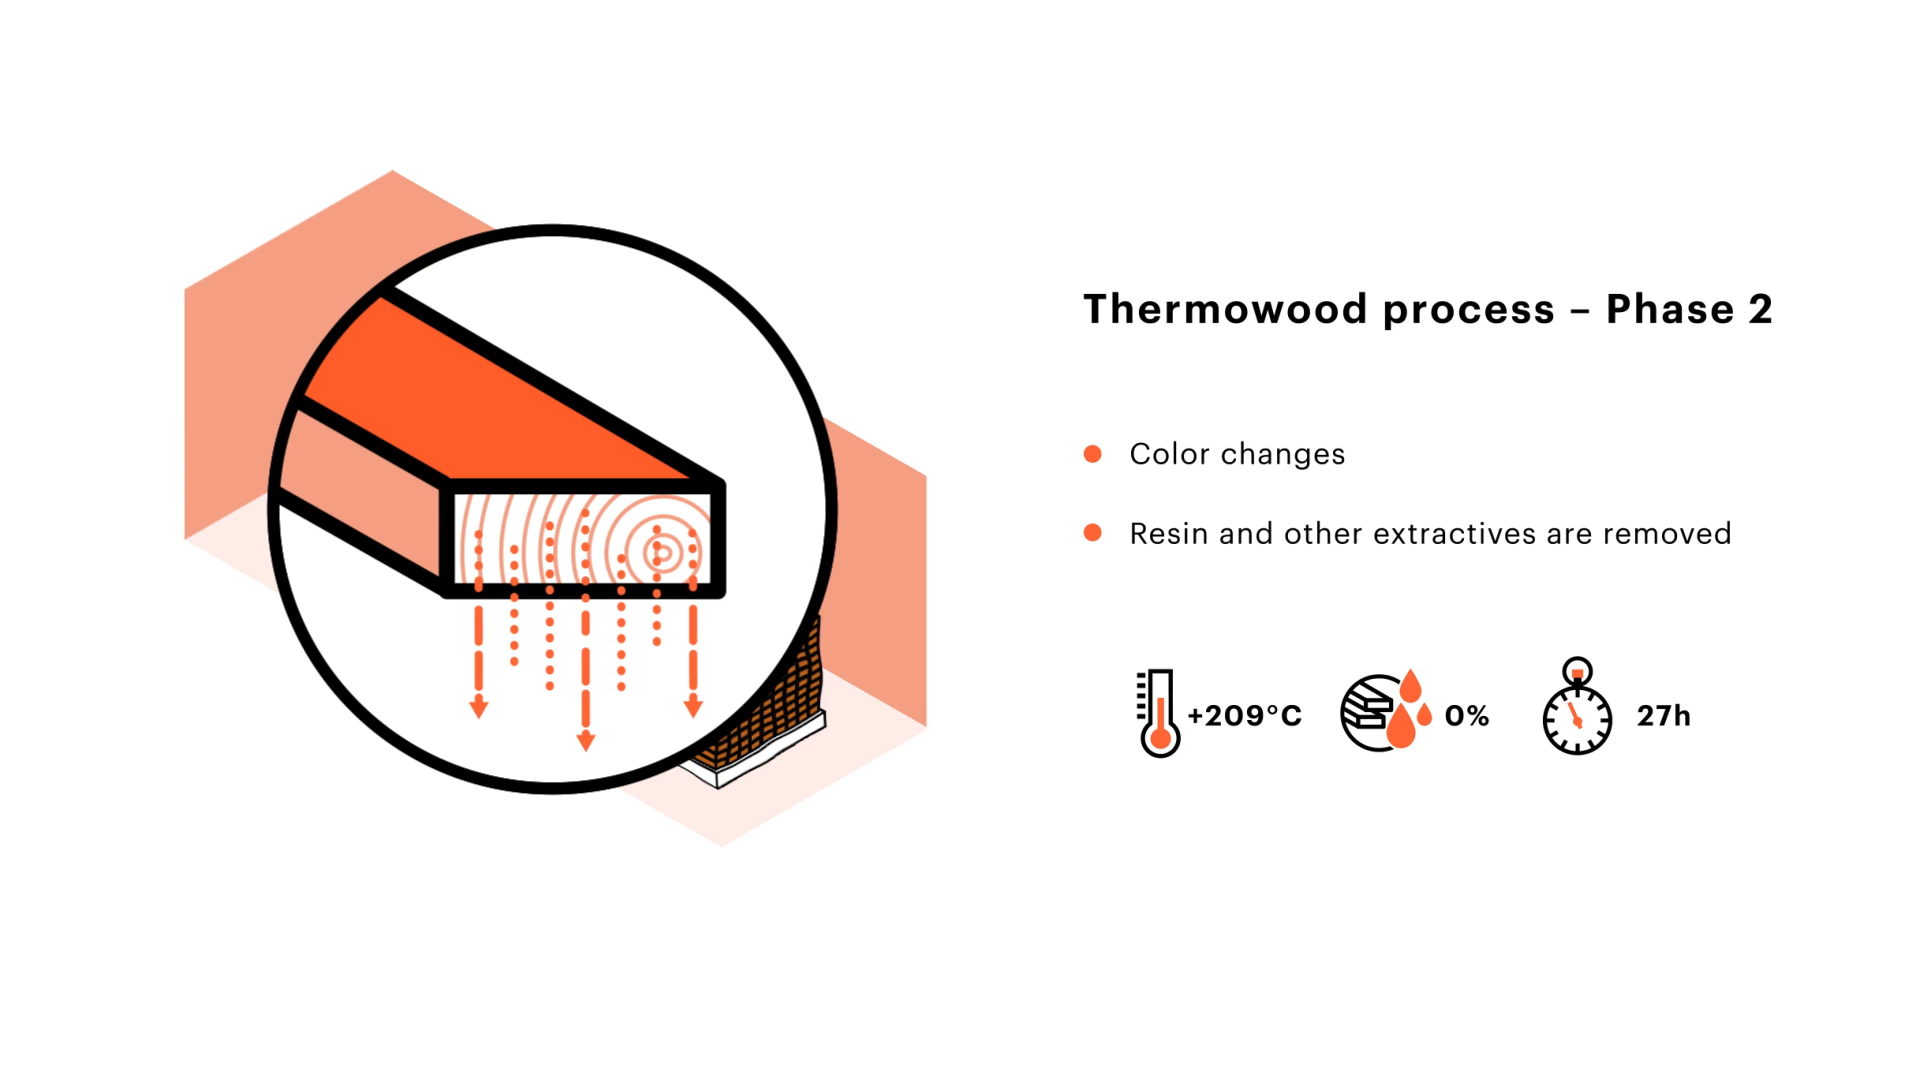 Thermowood process – Phase 2
Color changes
Resin and other extractives are removed
+209°C
0%
27h